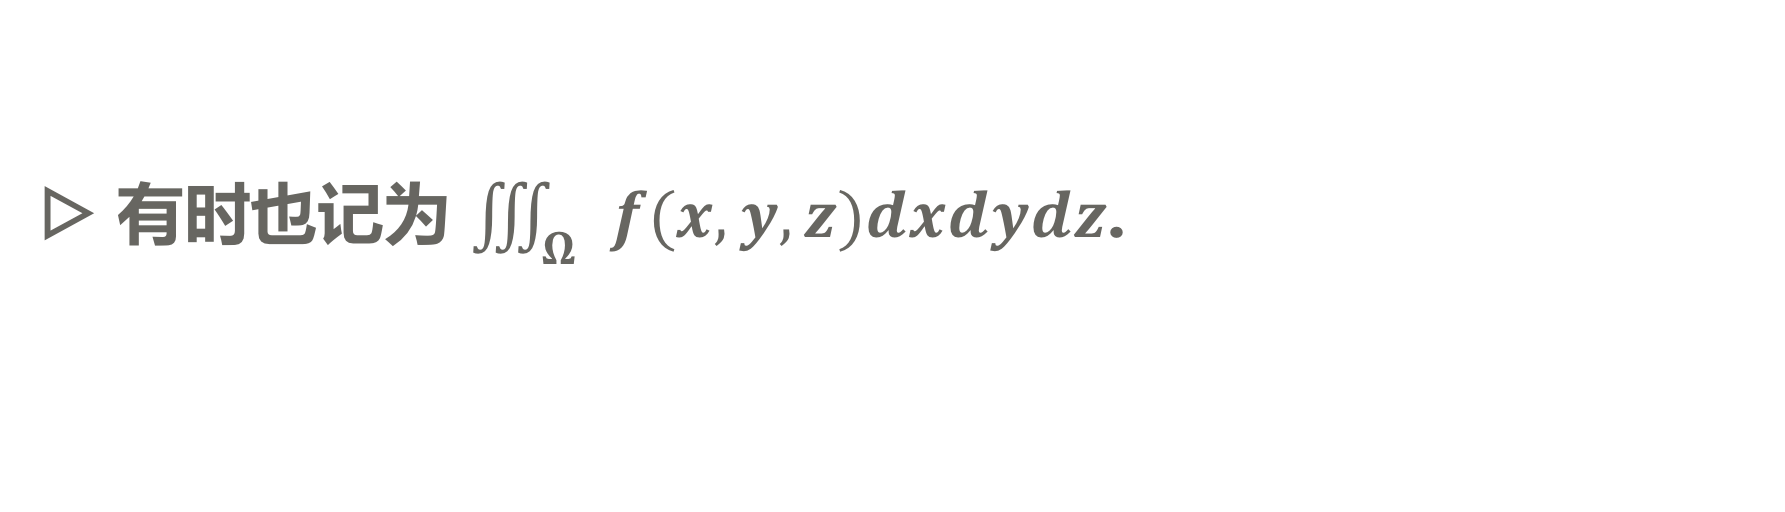 ▷ 有时也记为 ∭_Ω f(x, y, z)dxdydz.